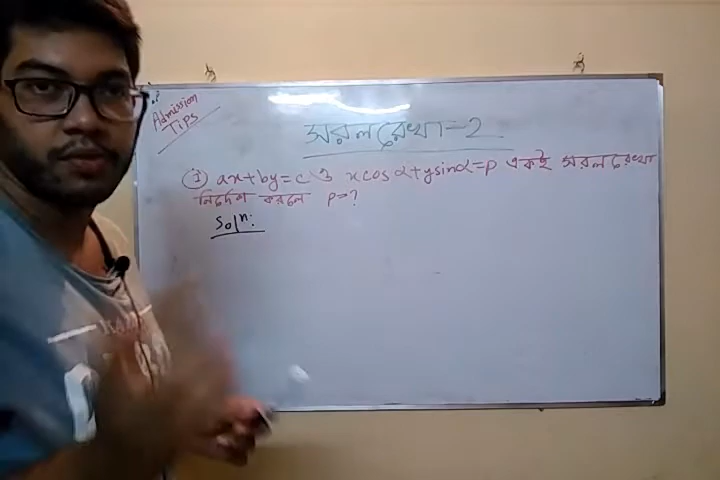 Admission
Tips
সরলরেখা-2
① ax+by=c ও xcosα+ysinα=p একই সরলরেখা
নির্দেশ করলে p=?
Solⁿ: